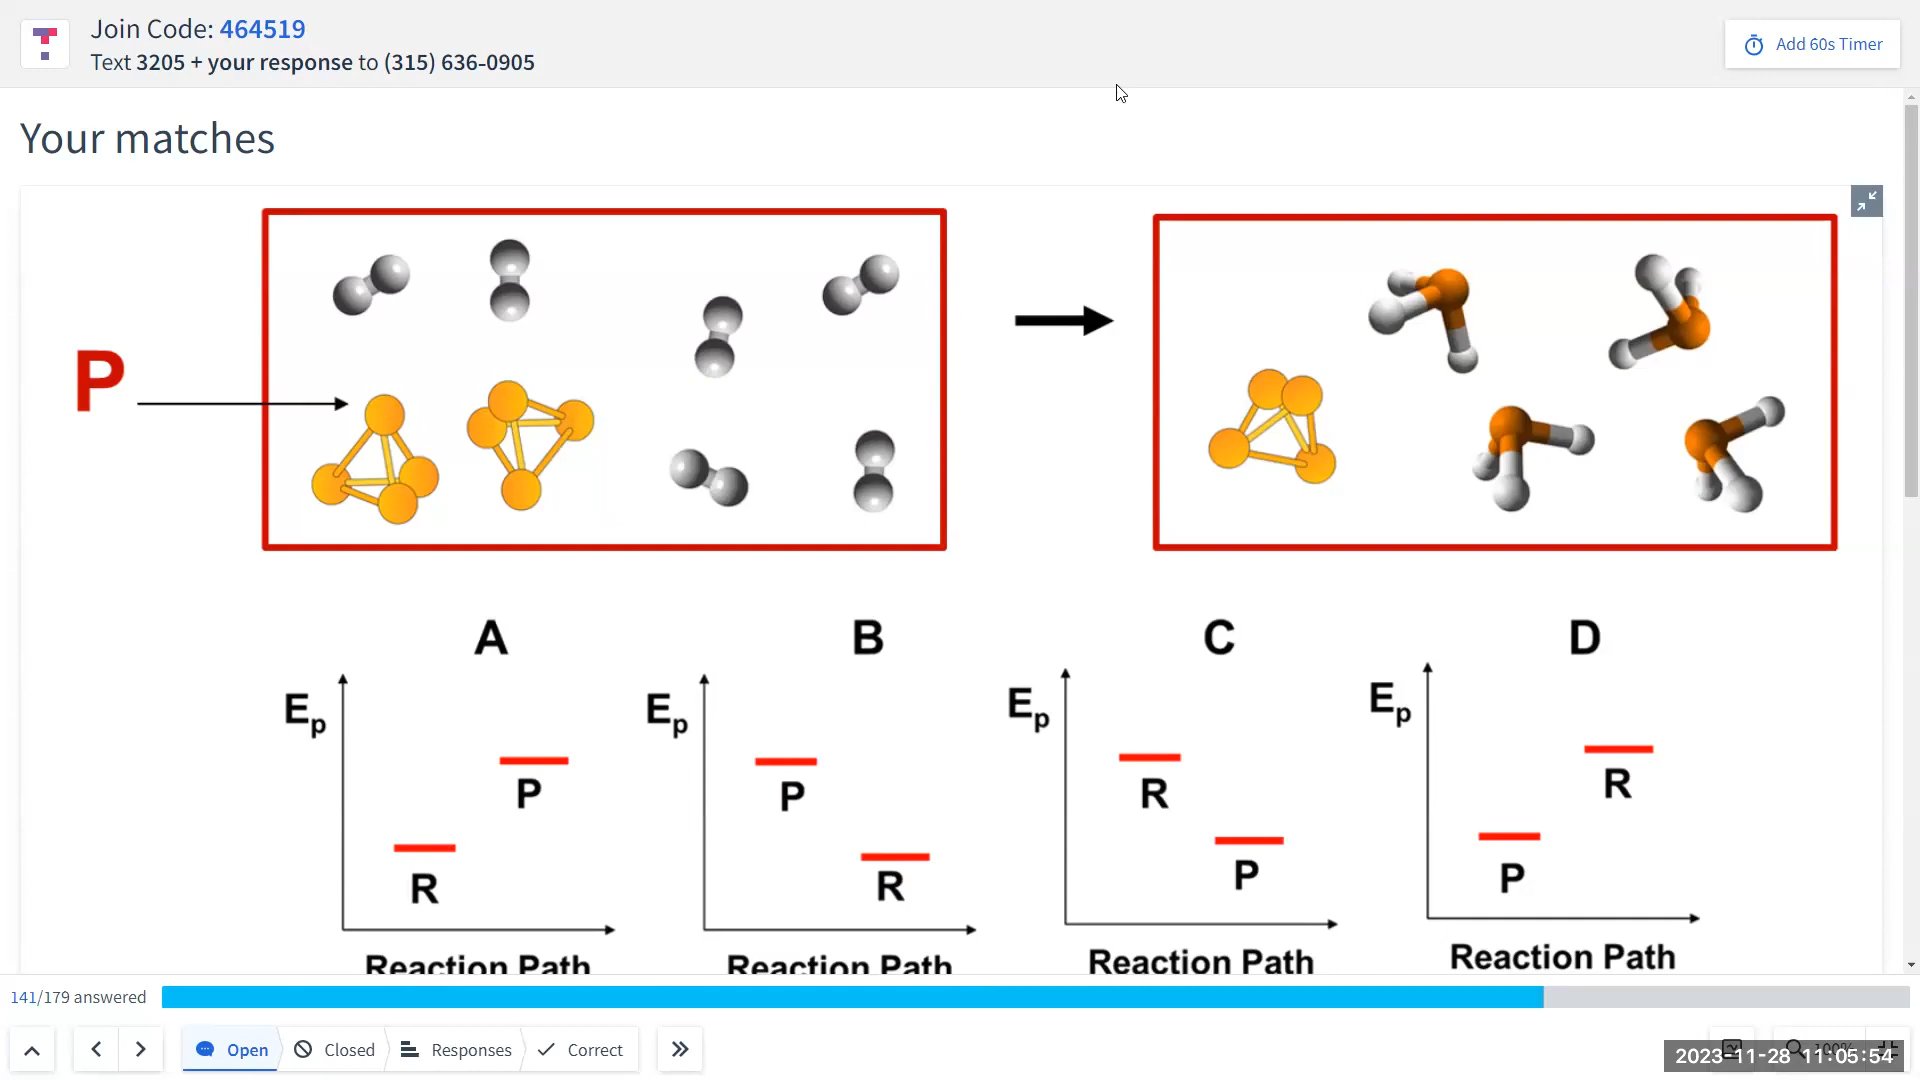 Join Code: 464519
Text 3205 + your response to (315) 636-0905
Add 60s Timer
Your matches
P
A B C D
Ep Ep Ep Ep
P P R R
R R P P
Reaction Path Reaction Path Reaction Path Reaction Path
141/179 answered
Open Closed Responses Correct
100%
2023-11-28 11:05:54